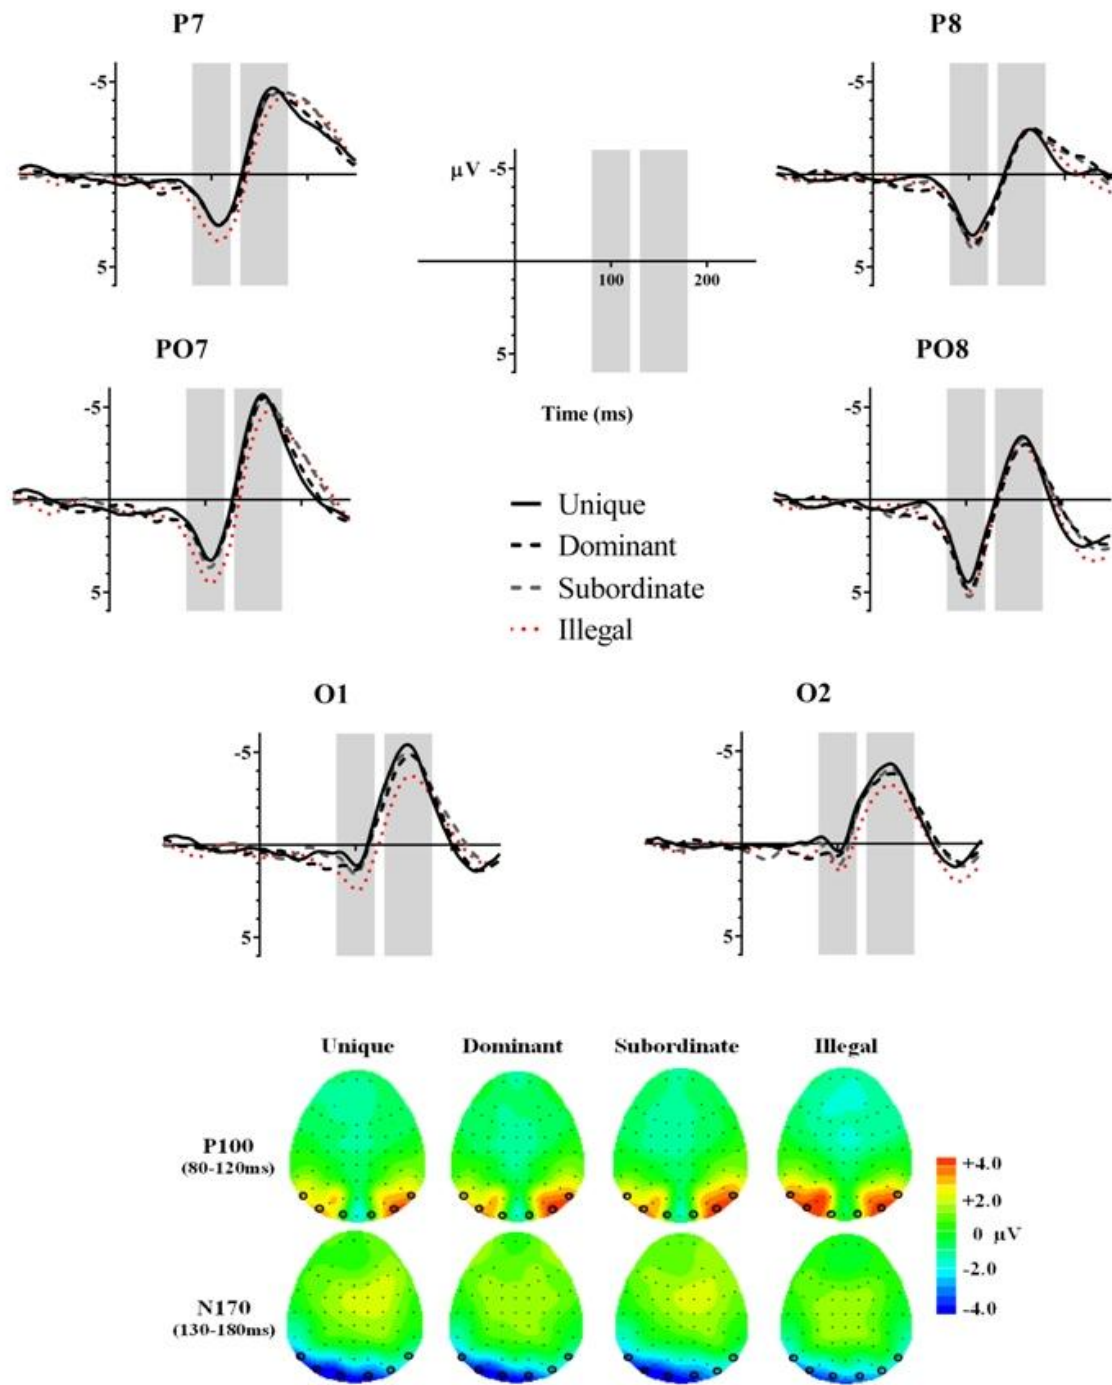 P7
P8
-5
5
-5
5
μV -5
100 200
5
Time (ms)
PO7
PO8
-5
5
-5
5
Unique
Dominant
Subordinate
Illegal
O1
O2
-5
5
-5
5
Unique Dominant Subordinate Illegal
P100
(80-120ms)
+4.0
+2.0
0 μV
-2.0
-4.0
N170
(130-180ms)